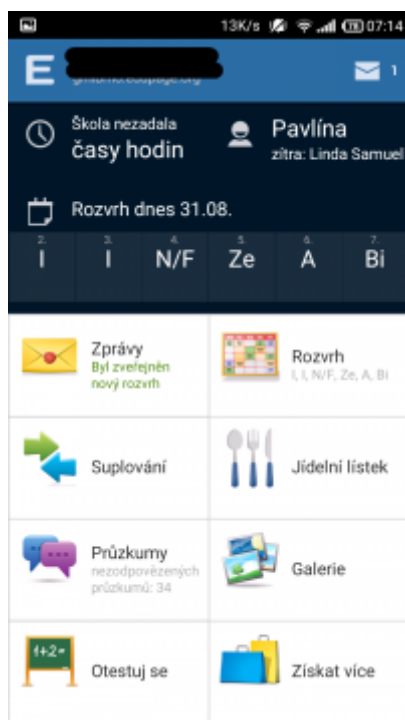 13K/s 78 07:14
E
1
Škola nezadala
časy hodin
Pavlína
zítra: Linda Samuel
Rozvrh dnes 31.08.
2. 3. 4. 5. 6. 7.
I I N/F Ze A Bi
Zprávy
Byl zveřejněn
nový rozvrh
Rozvrh
I, I, N/F, Ze, A, Bi
Suplování
Jídelní lístek
Průzkumy
nezodpovězených
průzkumů: 34
Galerie
1+2=
Otestuj se
Získat více